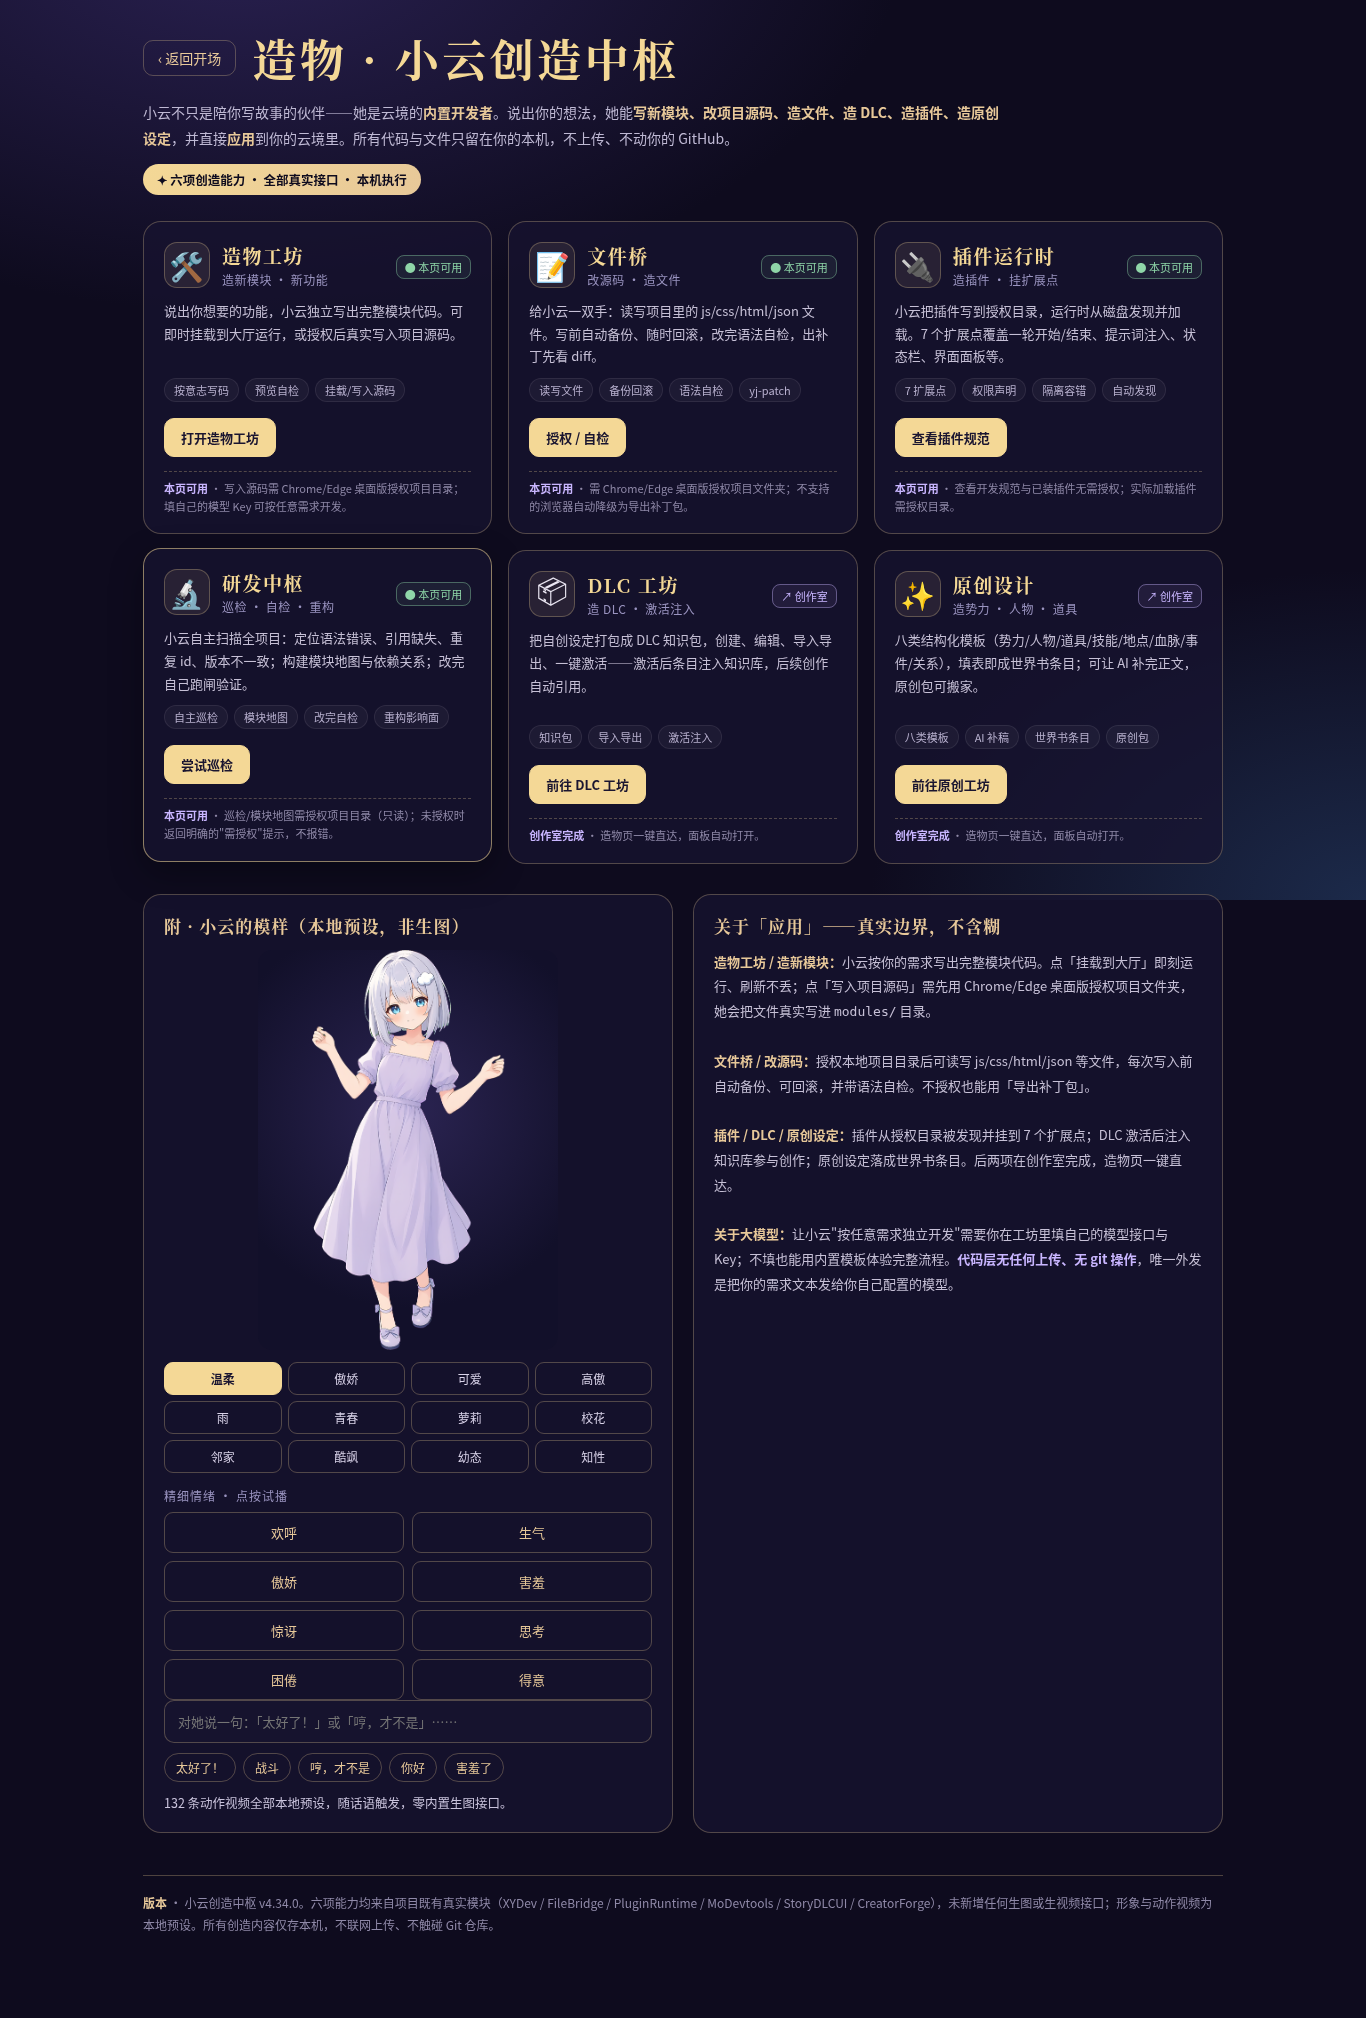 ‹ 返回开场
造物 · 小云创造中枢
小云不只是陪你写故事的伙伴——她是云境的内置开发者。说出你的想法，她能写新模块、改项目源码、造文件、造 DLC、造插件、造原创
设定，并直接应用到你的云境里。所有代码与文件只留在你的本机，不上传、不动你的 GitHub。
✦ 六项创造能力 · 全部真实接口 · 本机执行
造物工坊
造新模块 · 新功能
● 本页可用
说出你想要的功能，小云独立写出完整模块代码。可
即时挂载到大厅运行，或授权后真实写入项目源码。
按意志写码
预览自检
挂载/写入源码
打开造物工坊
本页可用 · 写入源码需 Chrome/Edge 桌面版授权项目目录；
填自己的模型 Key 可按任意需求开发。
文件桥
改源码 · 造文件
● 本页可用
给小云一双手：读写项目里的 js/css/html/json 文
件。写前自动备份、随时回滚，改完语法自检，出补
丁先看 diff。
读写文件
备份回滚
语法自检
yj-patch
授权 / 自检
本页可用 · 需 Chrome/Edge 桌面版授权项目文件夹；不支持
的浏览器自动降级为导出补丁包。
插件运行时
造插件 · 挂扩展点
● 本页可用
小云把插件写到授权目录，运行时从磁盘发现并加
载。7 个扩展点覆盖一轮开始/结束、提示词注入、状
态栏、界面面板等。
7 扩展点
权限声明
隔离容错
自动发现
查看插件规范
本页可用 · 查看开发规范与已装插件无需授权；实际加载插件
需授权目录。
研发中枢
巡检 · 自检 · 重构
● 本页可用
小云自主扫描全项目：定位语法错误、引用缺失、重
复 id、版本不一致；构建模块地图与依赖关系；改完
自己跑闸验证。
自主巡检
模块地图
改完自检
重构影响面
尝试巡检
本页可用 · 巡检/模块地图需授权项目目录（只读）；未授权时
返回明确的"需授权"提示，不报错。
DLC 工坊
造 DLC · 激活注入
↗ 创作室
把自创设定打包成 DLC 知识包，创建、编辑、导入导
出、一键激活——激活后条目注入知识库，后续创作
自动引用。
知识包
导入导出
激活注入
前往 DLC 工坊
创作室完成 · 造物页一键直达，面板自动打开。
原创设计
造势力 · 人物 · 道具
↗ 创作室
八类结构化模板（势力/人物/道具/技能/地点/血脉/事
件/关系），填表即成世界书条目；可让 AI 补完正文，
原创包可搬家。
八类模板
AI 补稿
世界书条目
原创包
前往原创工坊
创作室完成 · 造物页一键直达，面板自动打开。
附 · 小云的模样（本地预设，非生图）
温柔
傲娇
可爱
高傲
雨
青春
萝莉
校花
邻家
酷飒
幼态
知性
精细情绪 · 点按试播
欢呼
生气
傲娇
害羞
惊讶
思考
困倦
得意
对她说一句：「太好了！」或「哼，才不是」……
太好了！
战斗
哼，才不是
你好
害羞了
132 条动作视频全部本地预设，随话语触发，零内置生图接口。
关于「应用」——真实边界，不含糊
造物工坊 / 造新模块：小云按你的需求写出完整模块代码。点「挂载到大厅」即刻运
行、刷新不丢；点「写入项目源码」需先用 Chrome/Edge 桌面版授权项目文件夹，
她会把文件真实写进 modules/ 目录。
文件桥 / 改源码：授权本地项目目录后可读写 js/css/html/json 等文件，每次写入前
自动备份、可回滚，并带语法自检。不授权也能用「导出补丁包」。
插件 / DLC / 原创设定：插件从授权目录被发现并挂到 7 个扩展点；DLC 激活后注入
知识库参与创作；原创设定落成世界书条目。后两项在创作室完成，造物页一键直
达。
关于大模型：让小云"按任意需求独立开发"需要你在工坊里填自己的模型接口与
Key；不填也能用内置模板体验完整流程。代码层无任何上传、无 git 操作，唯一外发
是把你的需求文本发给你自己配置的模型。
版本 · 小云创造中枢 v4.34.0。六项能力均来自项目既有真实模块（XYDev / FileBridge / PluginRuntime / MoDevtools / StoryDLCUI / CreatorForge），未新增任何生图或生视频接口；形象与动作视频为
本地预设。所有创造内容仅存本机，不联网上传、不触碰 Git 仓库。